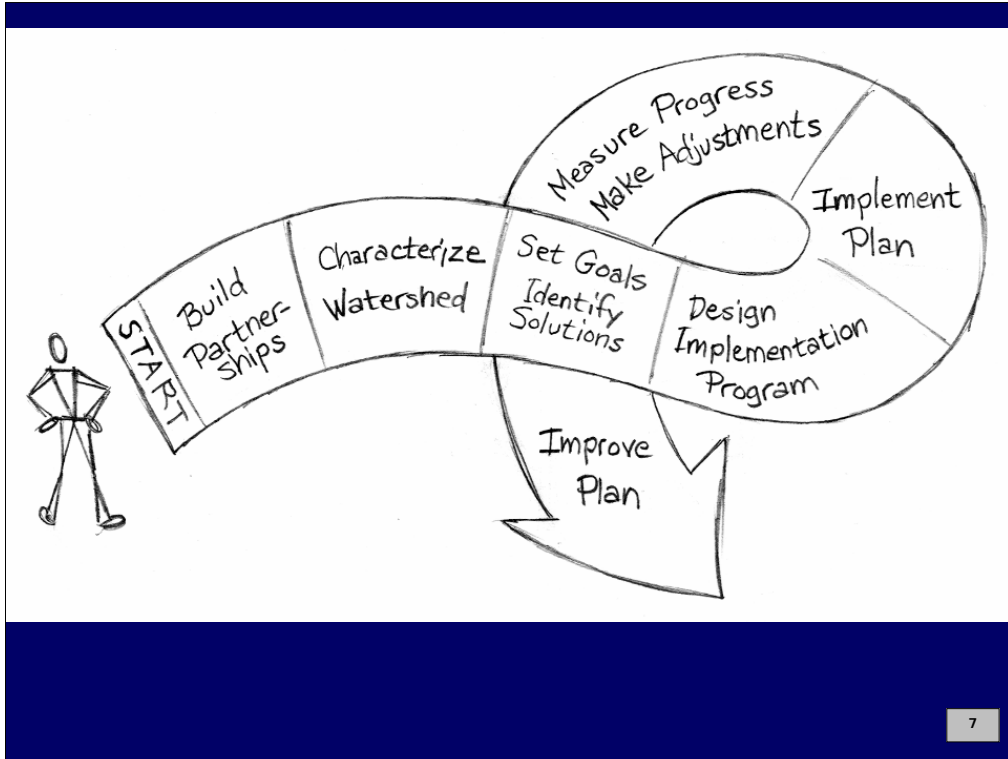 START
Build
Partner-
ships
Characterize
Watershed
Set Goals
Identify
Solutions
Design
Implementation
Program
Implement
Plan
Measure Progress
Make Adjustments
Improve
Plan
7